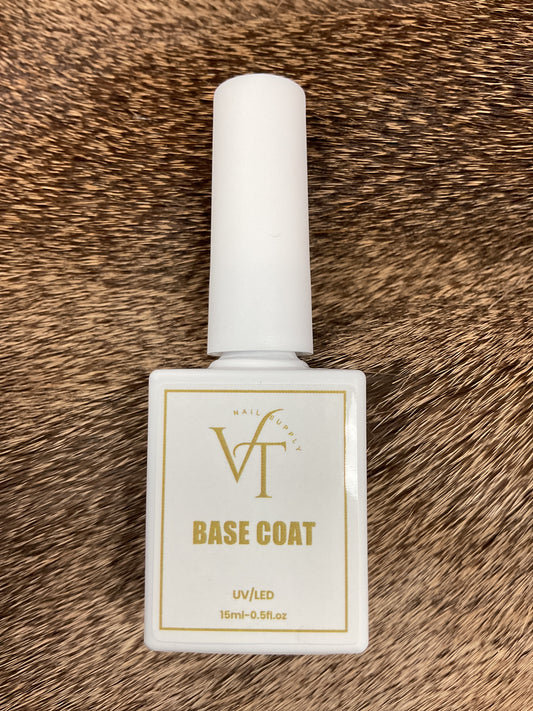 NAIL SUPPLY
VT
BASE COAT
UV/LED
15ml-0.5fl.oz